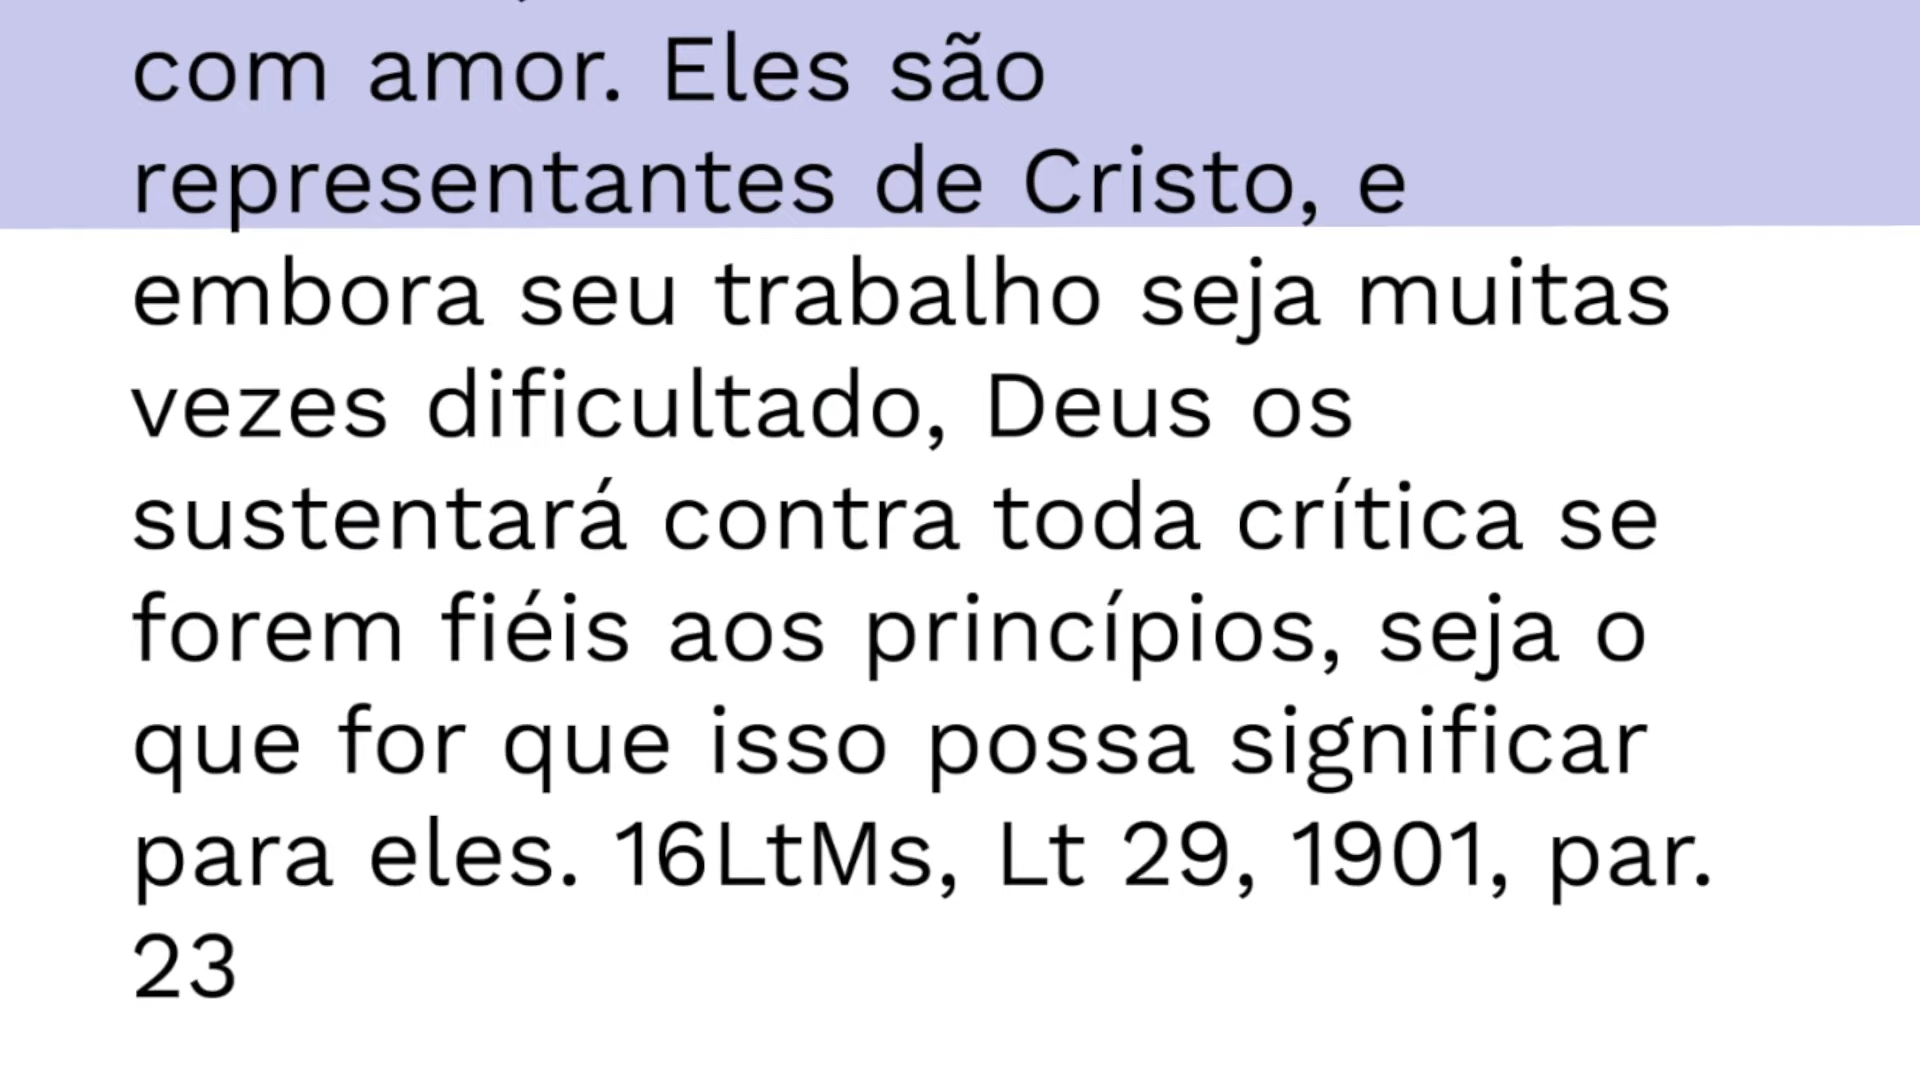 com amor. Eles são
representantes de Cristo, e
embora seu trabalho seja muitas
vezes dificultado, Deus os
sustentará contra toda crítica se
forem fiéis aos princípios, seja o
que for que isso possa significar
para eles. 16LtMs, Lt 29, 1901, par.
23